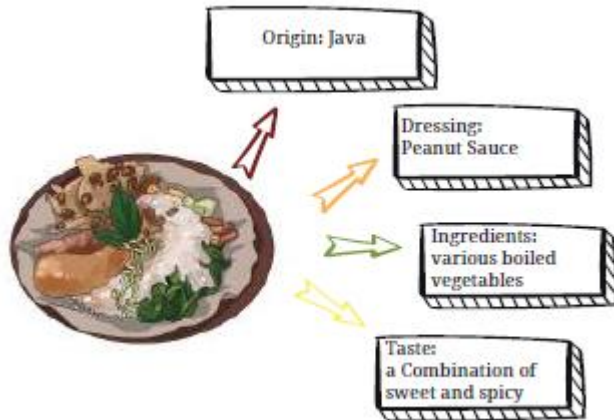 Origin: Java
Dressing:
Peanut Sauce
Ingredients:
various boiled
vegetables
Taste:
a Combination of
sweet and spicy